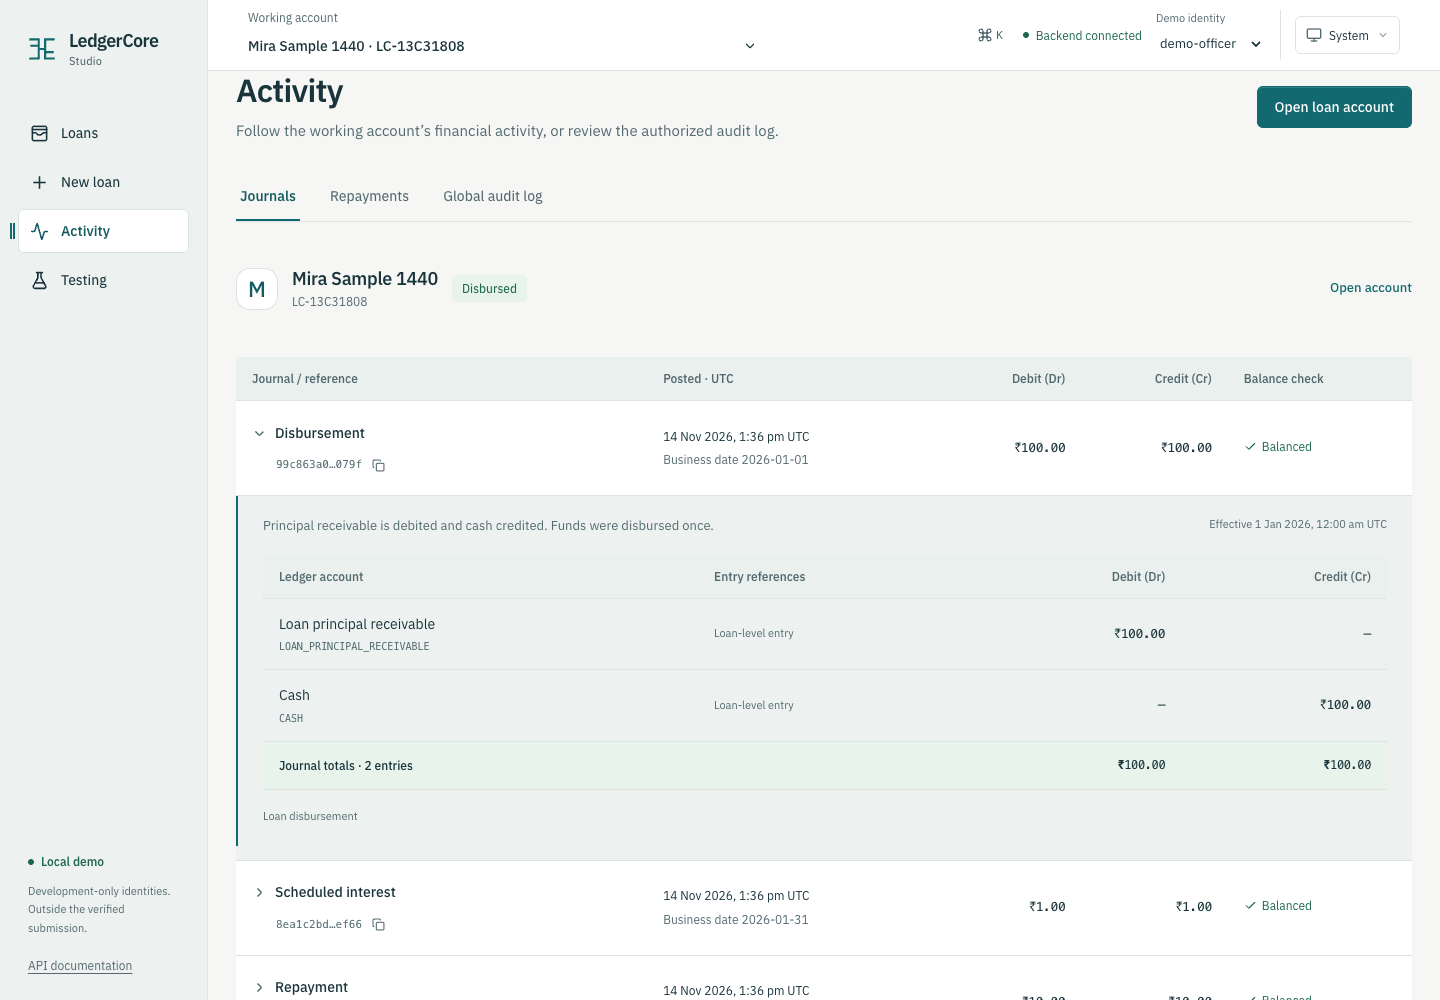 LedgerCore
Studio
Loans
New loan
Activity
Testing
Local demo
Development-only identities.
Outside the verified
submission.
API documentation
Working account
Mira Sample 1440 · LC-13C31808
⌘ K
Backend connected
Demo identity
demo-officer
System
Activity
Follow the working account’s financial activity, or review the authorized audit log.
Open loan account
Journals Repayments Global audit log
M
Mira Sample 1440
LC-13C31808
Disbursed
Open account
Journal / reference Posted · UTC Debit (Dr) Credit (Cr) Balance check
Disbursement
99c863a0…079f
14 Nov 2026, 1:36 pm UTC
Business date 2026-01-01
₹100.00 ₹100.00 Balanced
Principal receivable is debited and cash credited. Funds were disbursed once.
Effective 1 Jan 2026, 12:00 am UTC
Ledger account Entry references Debit (Dr) Credit (Cr)
Loan principal receivable
LOAN_PRINCIPAL_RECEIVABLE
Loan-level entry ₹100.00 —
Cash
CASH
Loan-level entry — ₹100.00
Journal totals · 2 entries ₹100.00 ₹100.00
Loan disbursement
Scheduled interest
8ea1c2bd…ef66
14 Nov 2026, 1:36 pm UTC
Business date 2026-01-31
₹1.00 ₹1.00 Balanced
Repayment
14 Nov 2026, 1:36 pm UTC